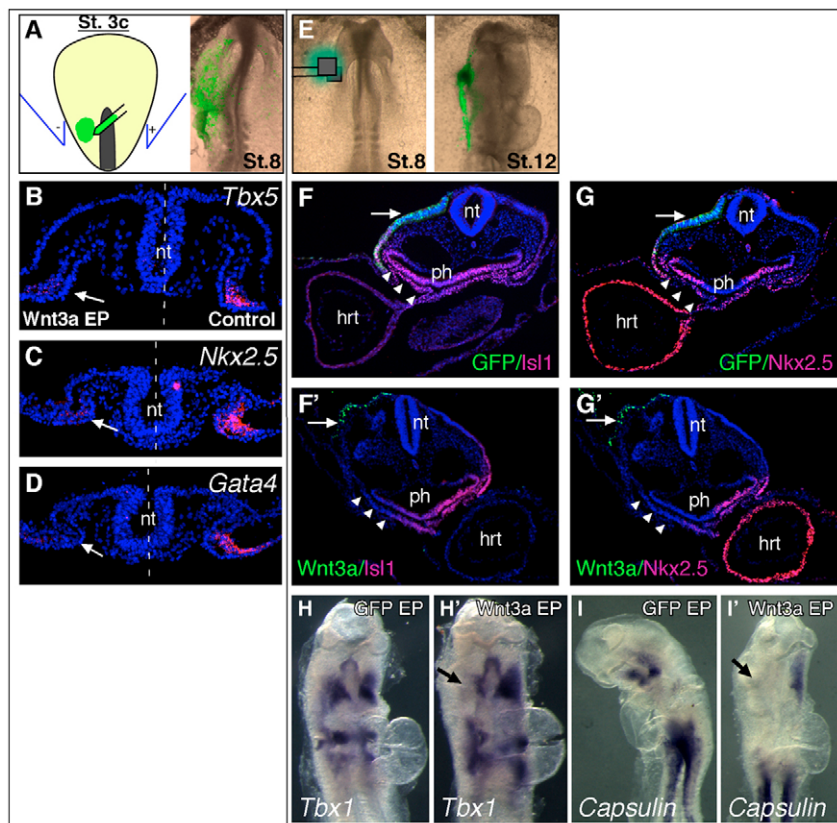 A
St. 3c
-
+
St.8
E
St.8
St.12
B
Tbx5
nt
Wnt3a EP
Control
C
Nkx2.5
nt
D
Gata4
nt
F
nt
ph
hrt
GFP/Isl1
G
nt
ph
hrt
GFP/Nkx2.5
F'
nt
ph
hrt
Wnt3a/Isl1
G'
nt
ph
hrt
Wnt3a/Nkx2.5
H
GFP EP
Tbx1
H'
Wnt3a EP
Tbx1
I
GFP EP
Capsulin
I'
Wnt3a EP
Capsulin